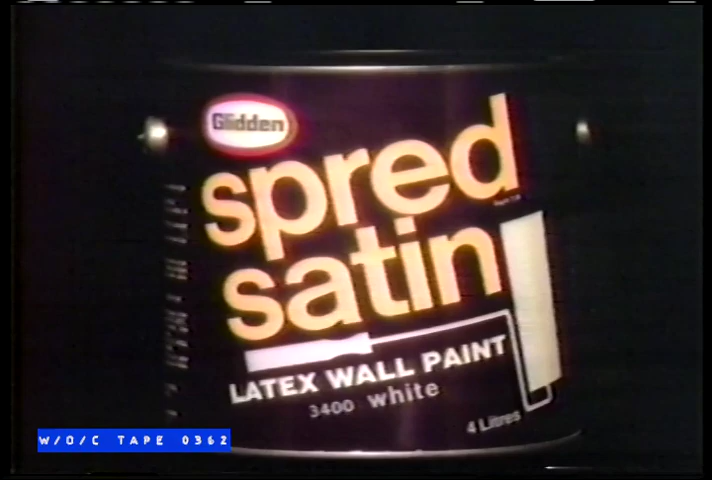 Glidden
spred
satin
LATEX WALL PAINT
3400 white
4 Litres
W/O/C TAPE 0362